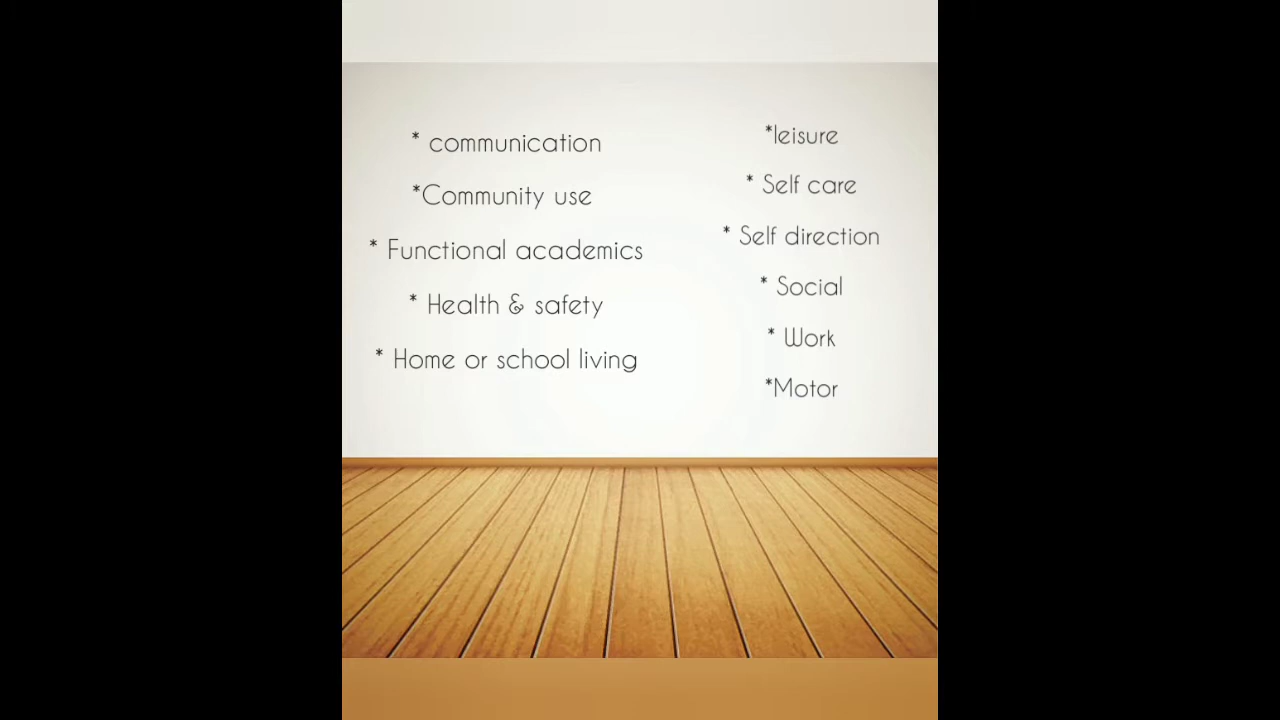 * communication
*Community use
* Functional academics
* Health & safety
* Home or school living
*leisure
* Self care
* Self direction
* Social
* Work
*Motor